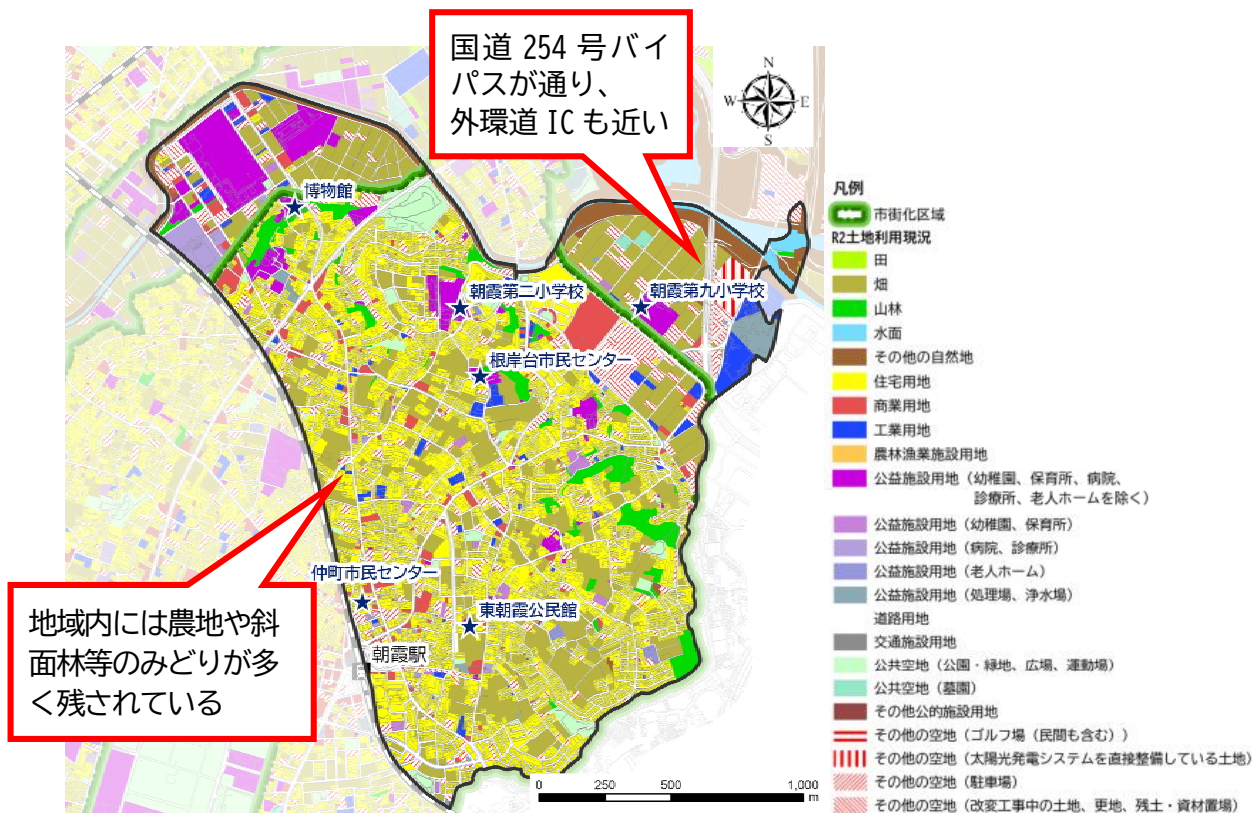 国道 254 号バイ
パスが通り、
外環道 IC も近い
N
W
E
S
博物館
朝霞第二小学校
朝霞第九小学校
根岸台市民センター
仲町市民センター
東朝霞公民館
朝霞駅
地域内には農地や斜
面林等のみどりが多
く残されている
0 250 500 1,000
m
凡例
市街化区域
R2土地利用現況
田
畑
山林
水面
その他の自然地
住宅用地
商業用地
工業用地
農林漁業施設用地
公益施設用地（幼稚園、保育所、病院、
診療所、老人ホームを除く）
公益施設用地（幼稚園、保育所）
公益施設用地（病院、診療所）
公益施設用地（老人ホーム）
公益施設用地（処理場、浄水場）
道路用地
交通施設用地
公共空地（公園・緑地、広場、運動場）
公共空地（墓園）
その他公的施設用地
その他の空地（ゴルフ場（民間も含む））
その他の空地（太陽光発電システムを直接整備している土地）
その他の空地（駐車場）
その他の空地（改変工事中の土地、更地、残土・資材置場）